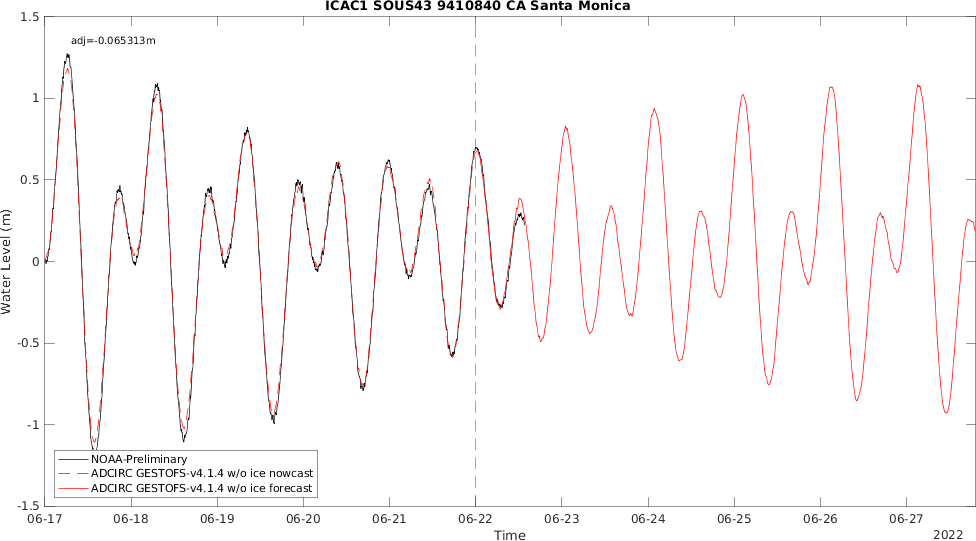 ICAC1 SOUS43 9410840 CA Santa Monica
adj=-0.065313m
1.5
1
0.5
0
-0.5
-1
-1.5
Water Level (m)
NOAA-Preliminary
ADCIRC GESTOFS-v4.1.4 w/o ice nowcast
ADCIRC GESTOFS-v4.1.4 w/o ice forecast
06-17 06-18 06-19 06-20 06-21 06-22 06-23 06-24 06-25 06-26 06-27
Time
2022